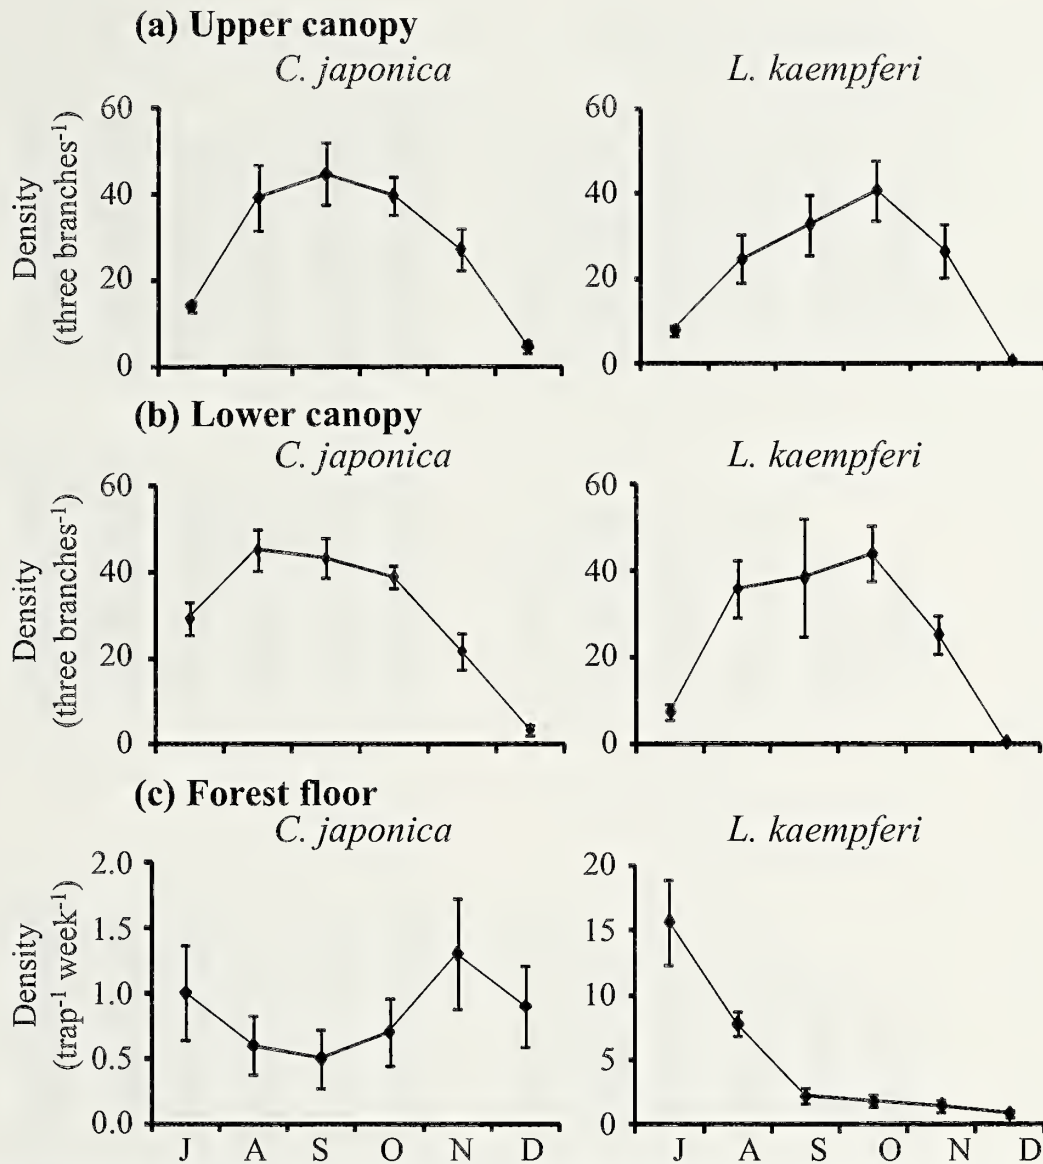 (a) Upper canopy
C. japonica
L. kaempferi
Density
(three branches⁻¹)
60
40
20
0
60
40
20
0
(b) Lower canopy
C. japonica
L. kaempferi
Density
(three branches⁻¹)
60
40
20
0
60
40
20
0
(c) Forest floor
C. japonica
L. kaempferi
Density
(trap⁻¹ week⁻¹)
2.0
1.5
1.0
0.5
0.0
20
15
10
5
0
J A S O N D
J A S O N D